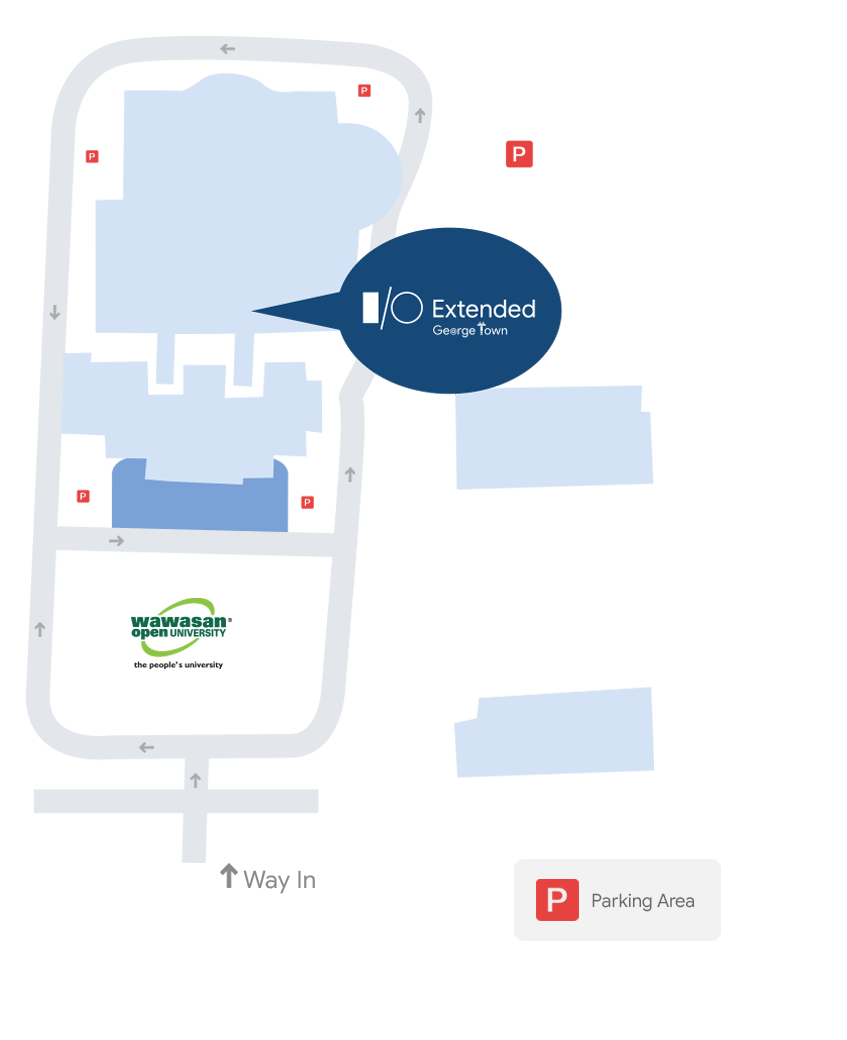 P
P
P
I/O Extended
George Town
P
P
wawasan®
open UNIVERSITY
the people's university
Way In
P Parking Area